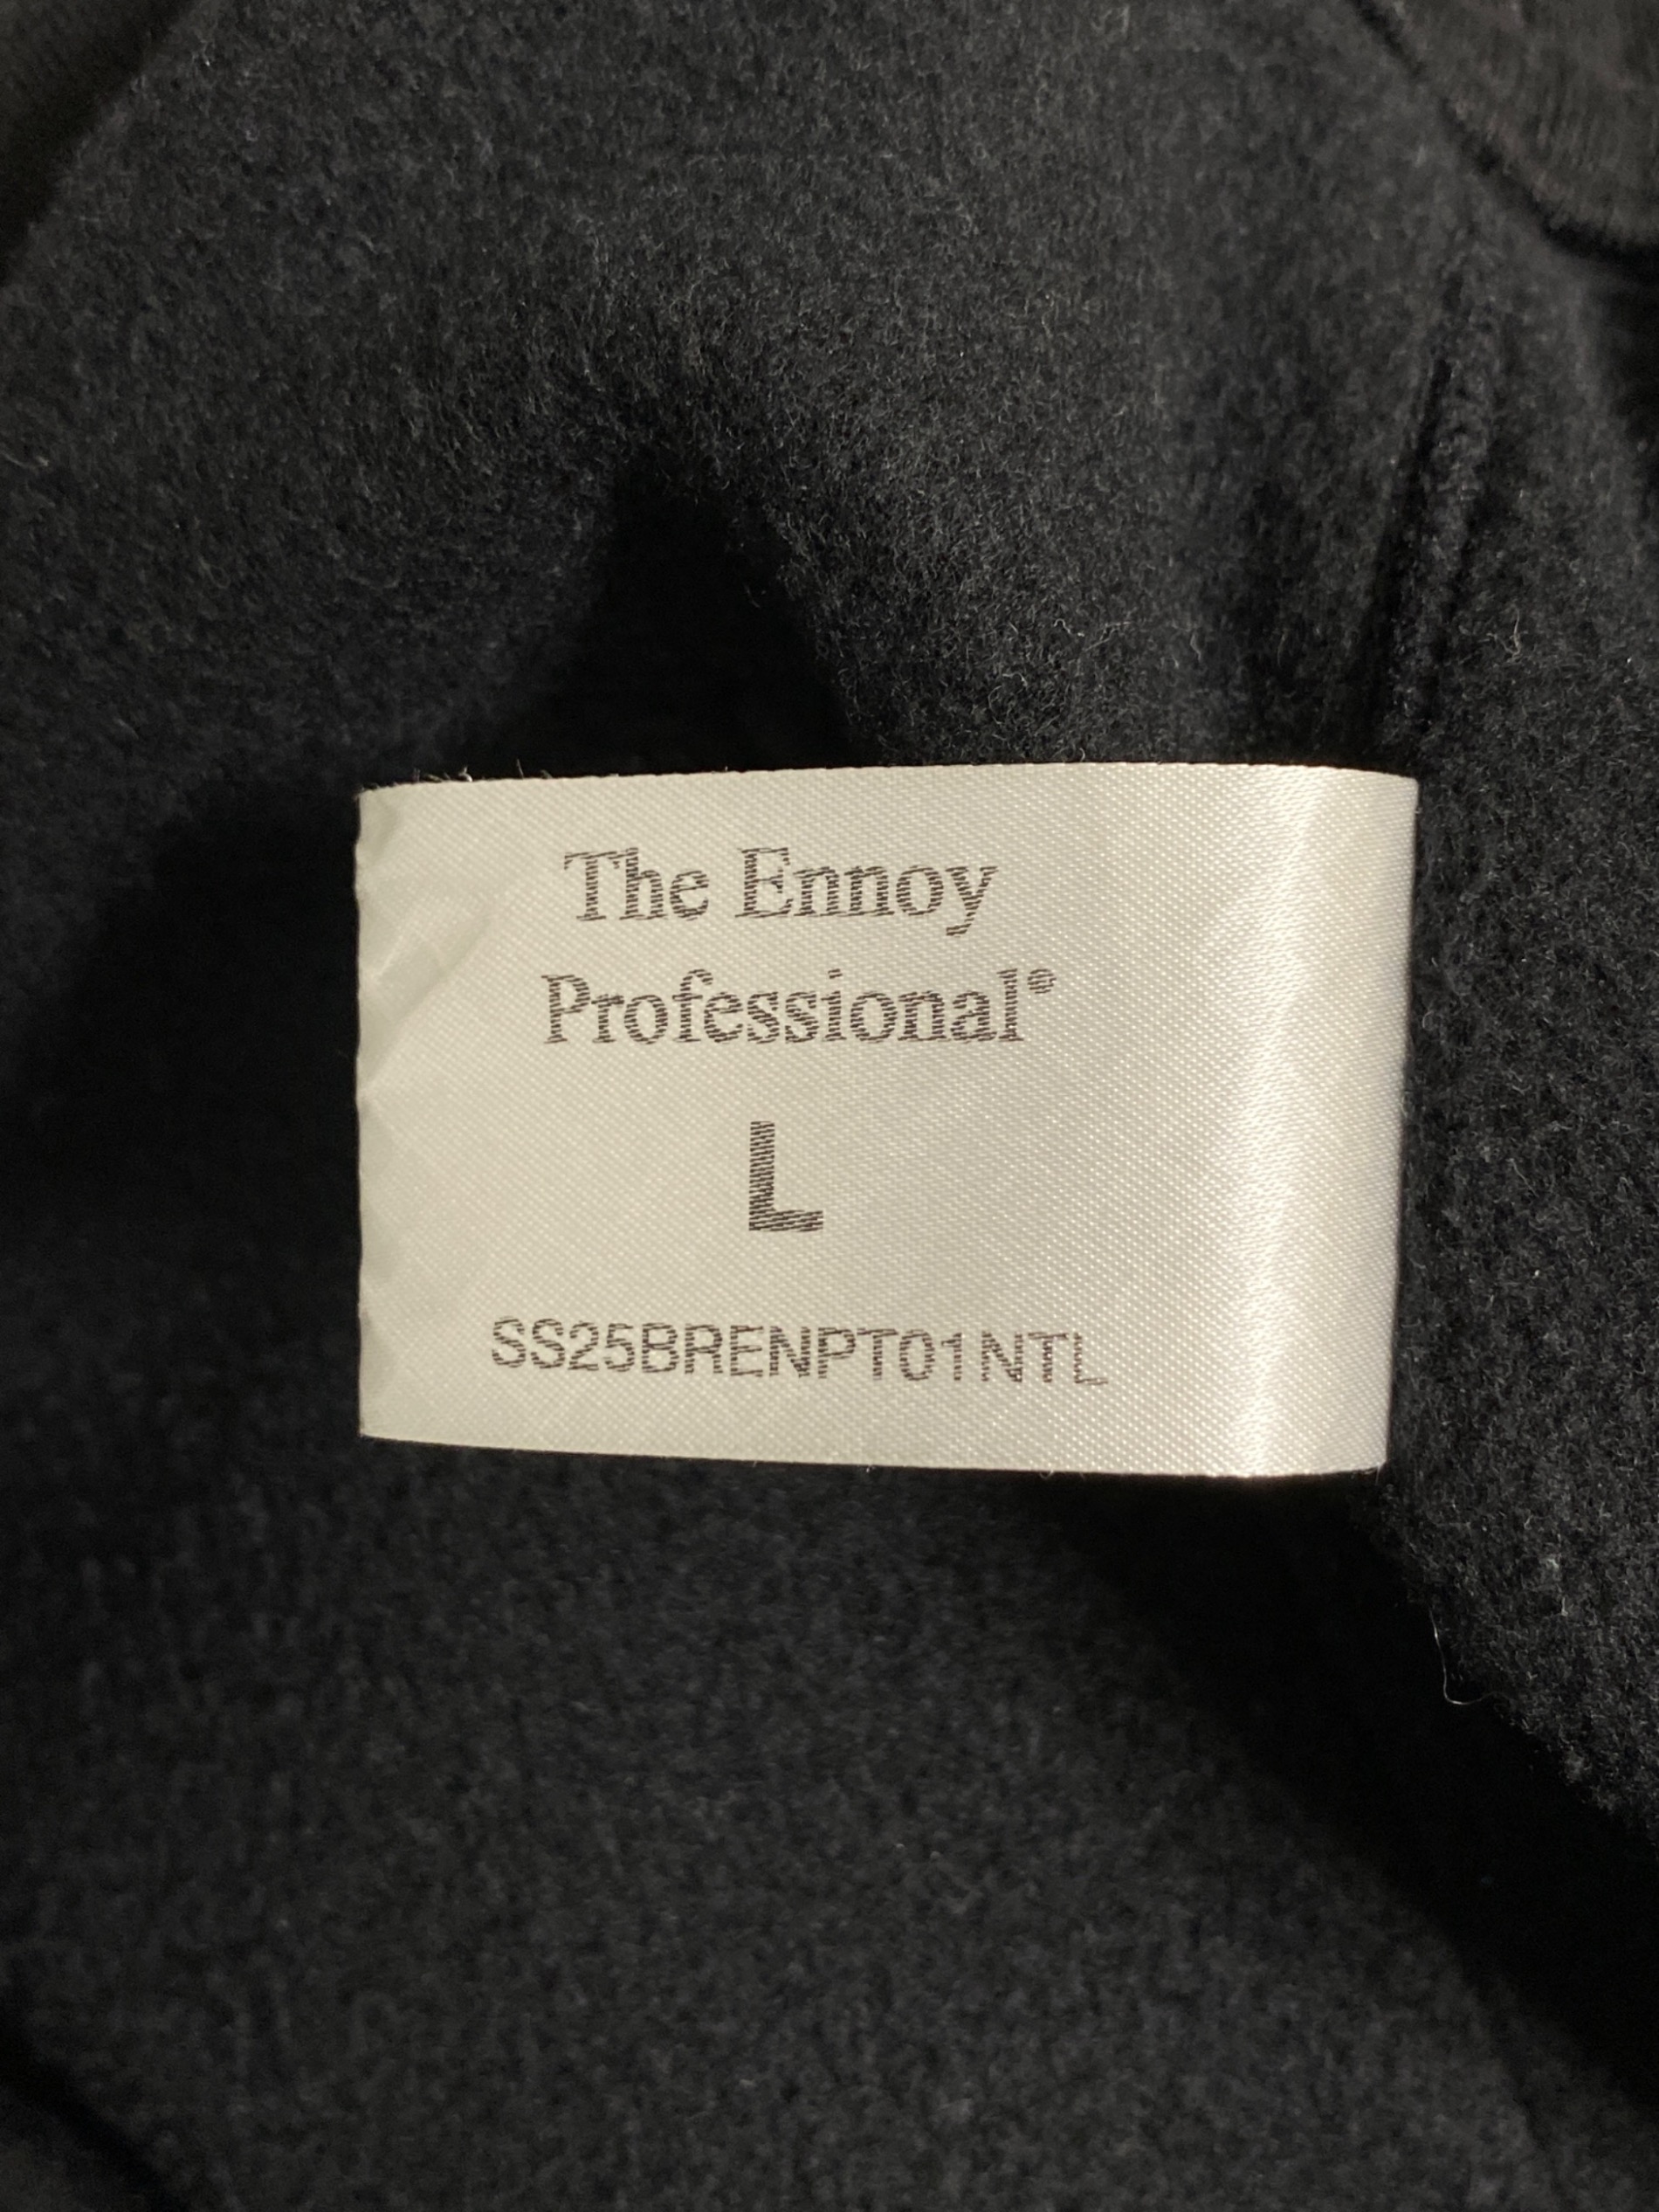 The Ennoy
Professional®
L
SS25BRENPT01NTL